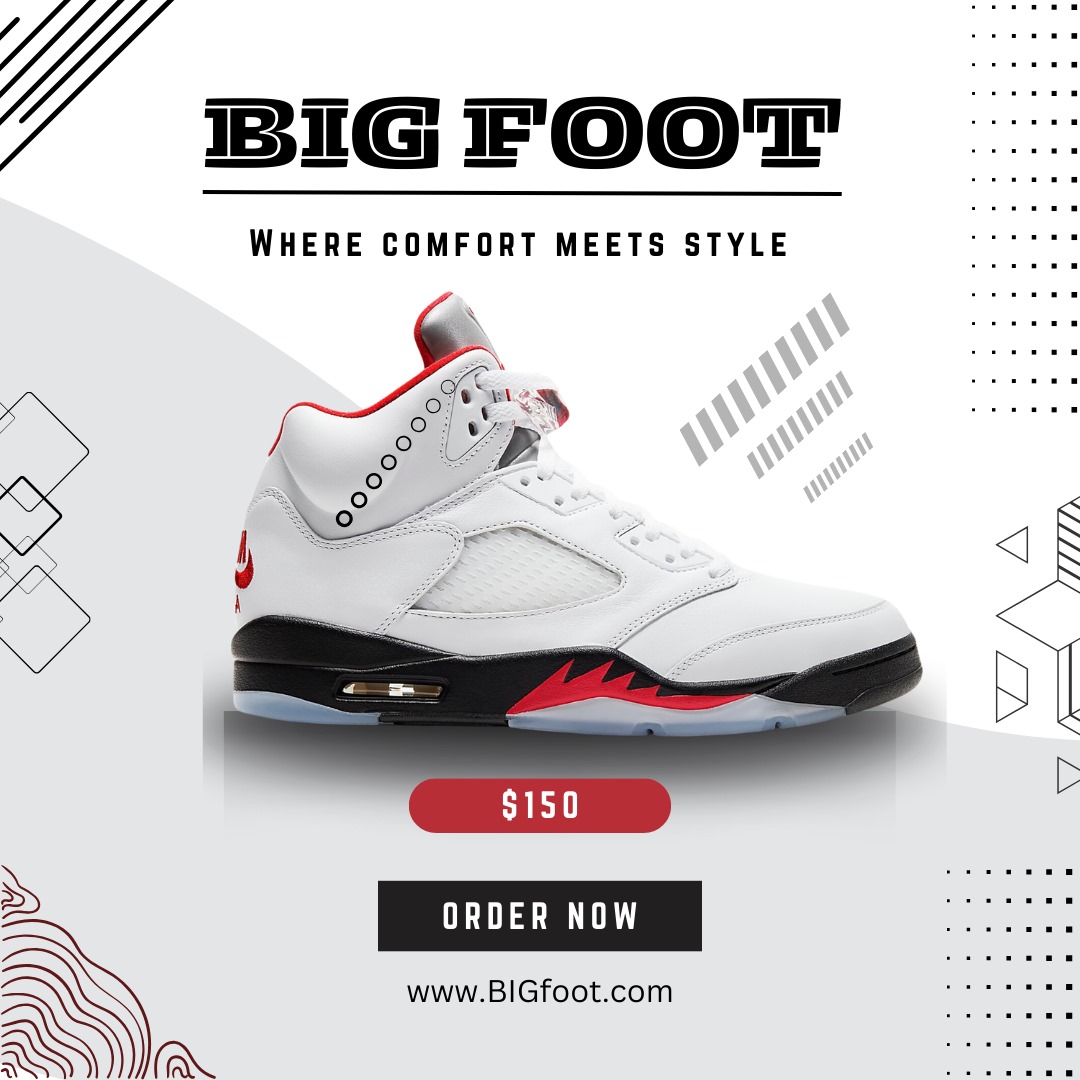 BIG FOOT
WHERE COMFORT MEETS STYLE
$150
ORDER NOW
www.BIGfoot.com